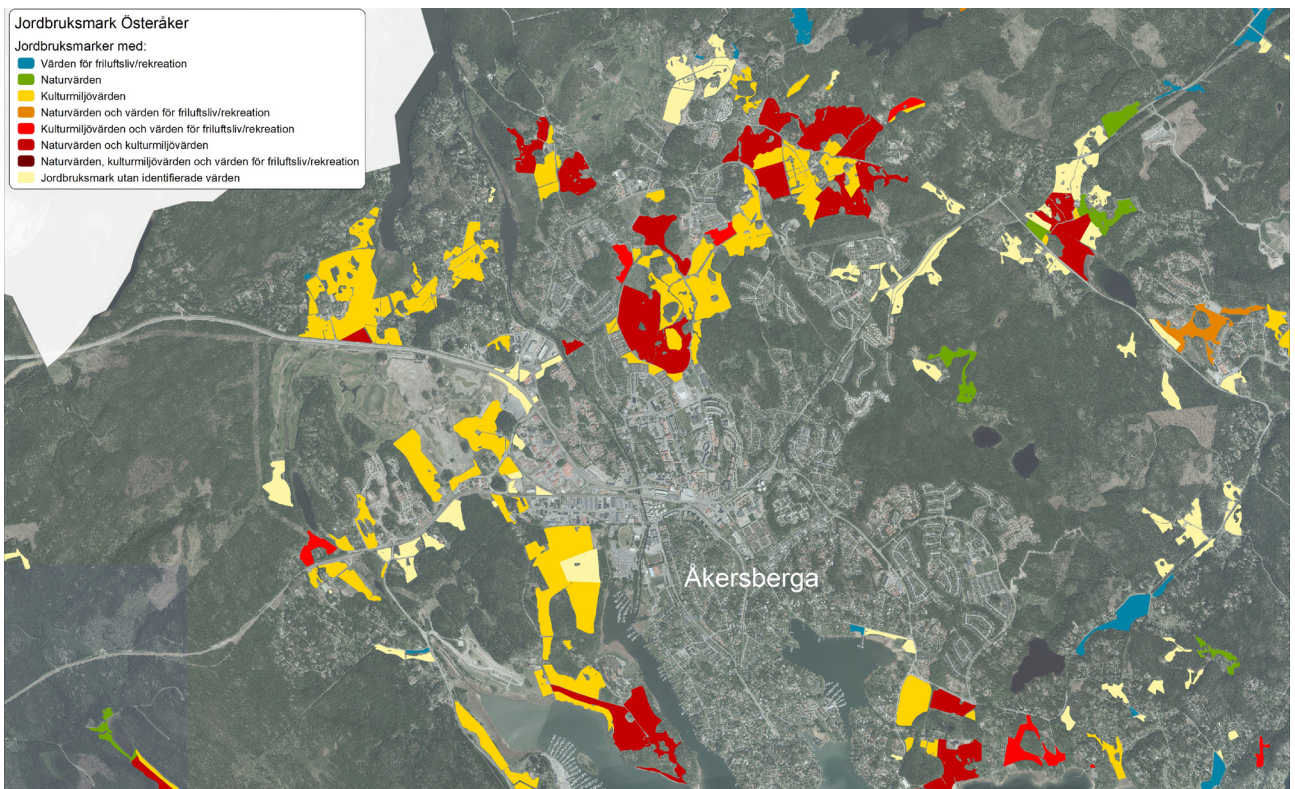 Jordbruksmark Österåker
Jordbruksmarker med:
Värden för friluftsliv/rekreation
Naturvärden
Kulturmiljövärden
Naturvärden och värden för friluftsliv/rekreation
Kulturmiljövärden och värden för friluftsliv/rekreation
Naturvärden och kulturmiljövärden
Naturvärden, kulturmiljövärden och värden för friluftsliv/rekreation
Jordbruksmark utan identifierade värden
Åkersberga